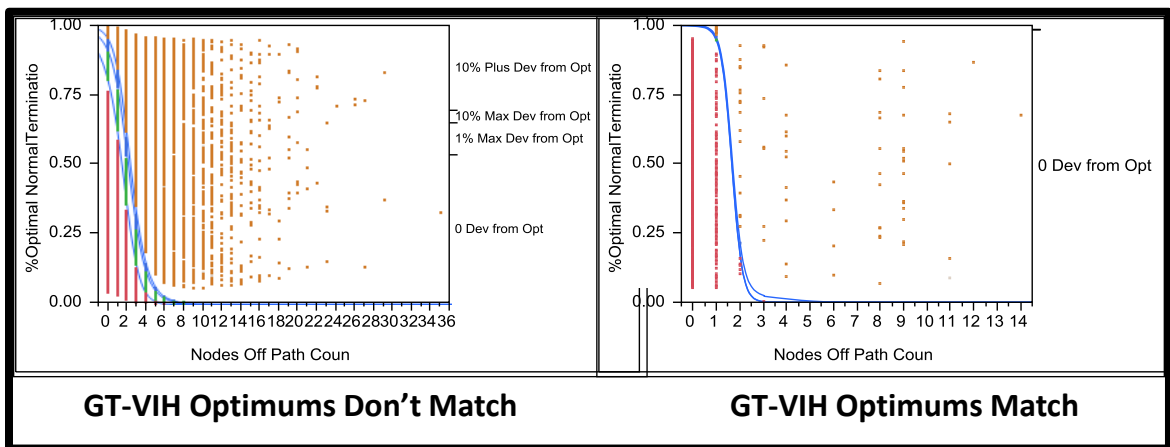 %Optimal NormalTerminatio
1.00
0.75
0.50
0.25
0.00
0 2 4 6 8 10 12 14 16 18 20 22 24 26 28 30 32 34 36
Nodes Off Path Coun
10% Plus Dev from Opt
10% Max Dev from Opt
1% Max Dev from Opt
0 Dev from Opt
GT-VIH Optimums Don’t Match
%Optimal NormalTerminatio
1.00
0.75
0.50
0.25
0.00
0 1 2 3 4 5 6 7 8 9 10 11 12 13 14
Nodes Off Path Coun
0 Dev from Opt
GT-VIH Optimums Match